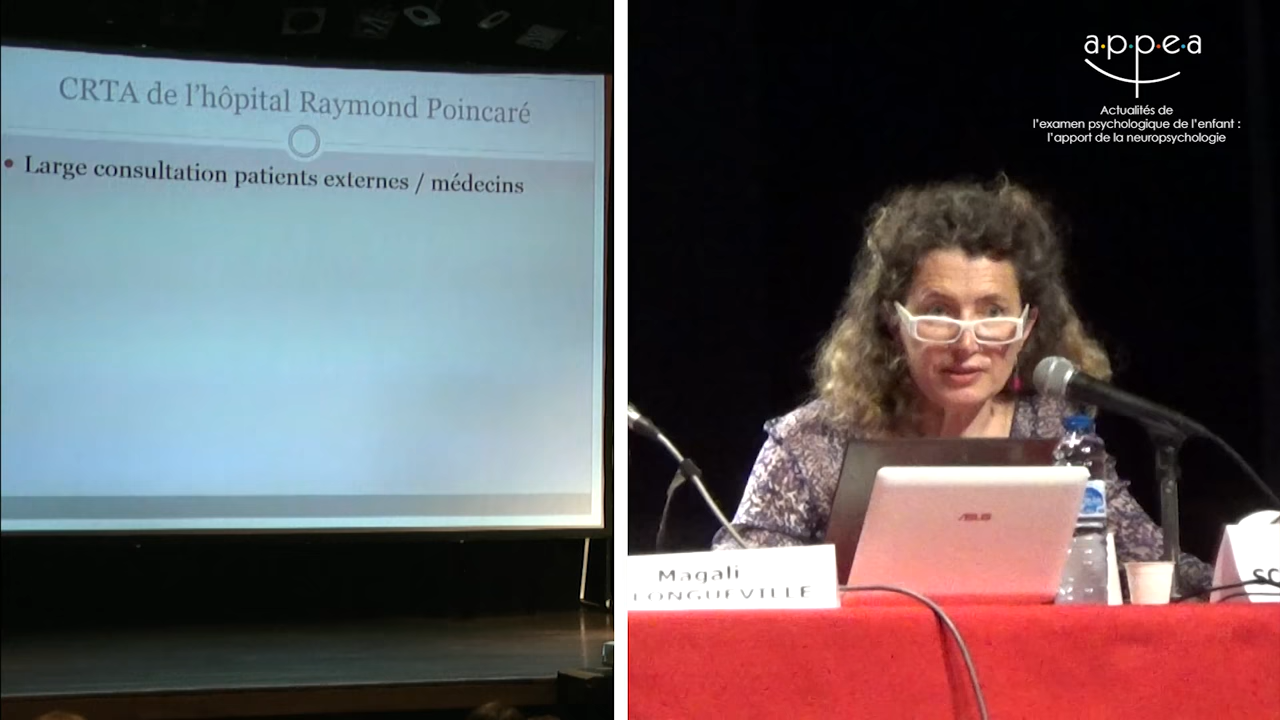 CRTA de l'hôpital Raymond Poincaré
• Large consultation patients externes / médecins
a·p·p·e·a
Actualités de
l'examen psychologique de l'enfant :
l'apport de la neuropsychologie
ASUS
Magali
LONGUEVILLE
SC